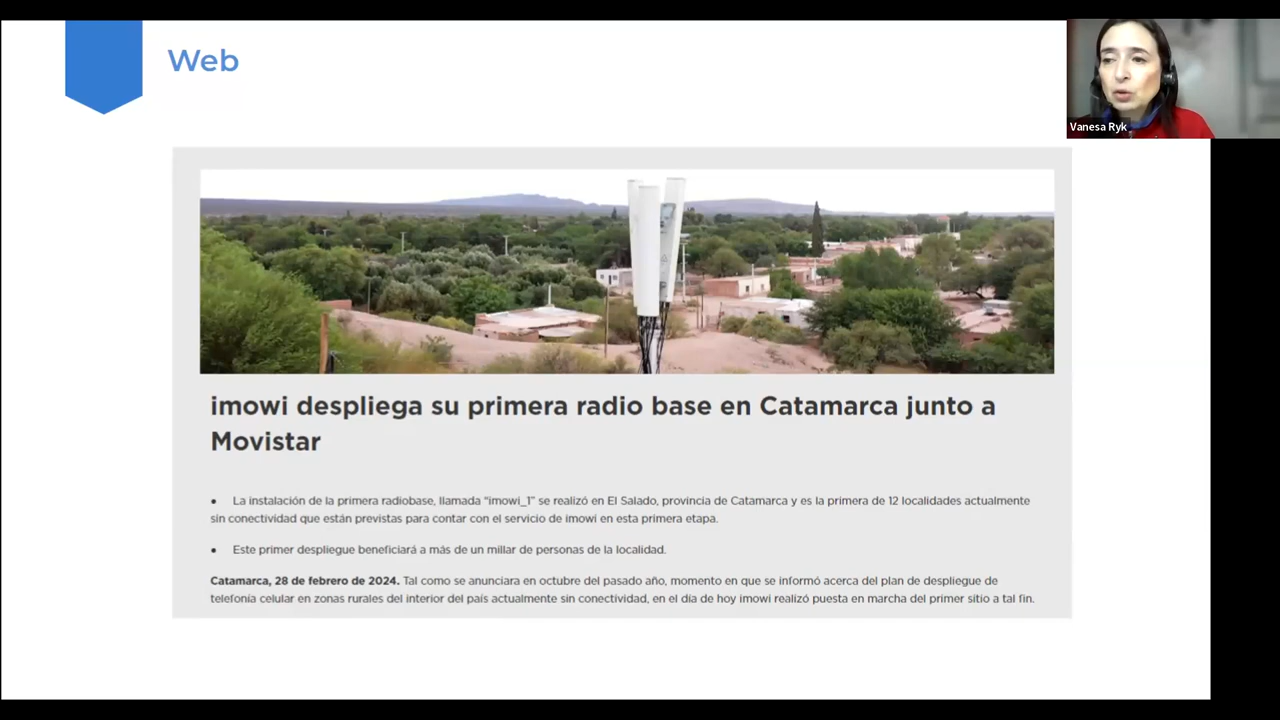 Web
Vanesa Ryk
imowi despliega su primera radio base en Catamarca junto a
Movistar
• La instalación de la primera radiobase, llamada “imowi_1” se realizó en El Salado, provincia de Catamarca y es la primera de 12 localidades actualmente
sin conectividad que están previstas para contar con el servicio de imowi en esta primera etapa.
• Este primer despliegue beneficiará a más de un millar de personas de la localidad.
Catamarca, 28 de febrero de 2024. Tal como se anunciara en octubre del pasado año, momento en que se informó acerca del plan de despliegue de
telefonía celular en zonas rurales del interior del país actualmente sin conectividad, en el día de hoy imowi realizó puesta en marcha del primer sitio a tal fin.